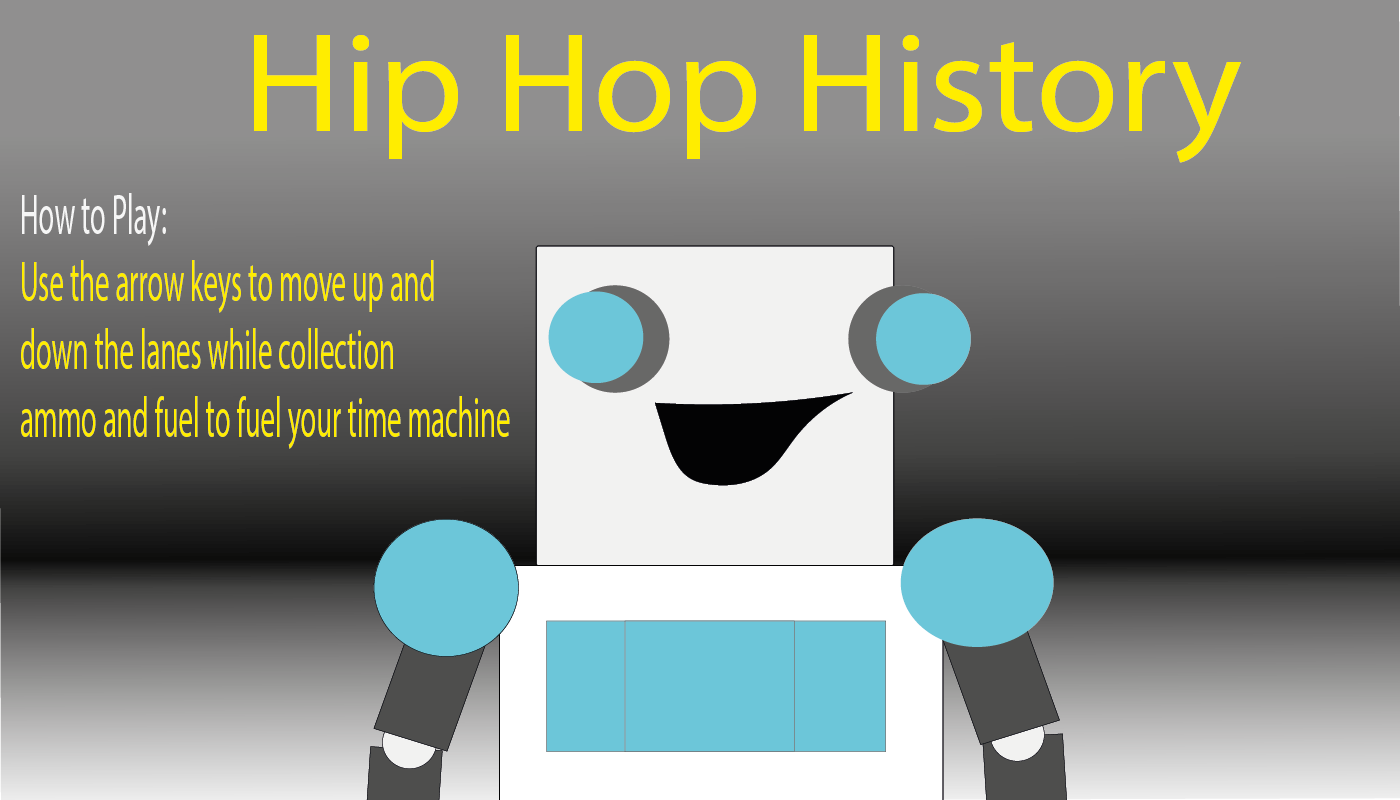 Hip Hop History
How to Play:
Use the arrow keys to move up and
down the lanes while collection
ammo and fuel to fuel your time machine